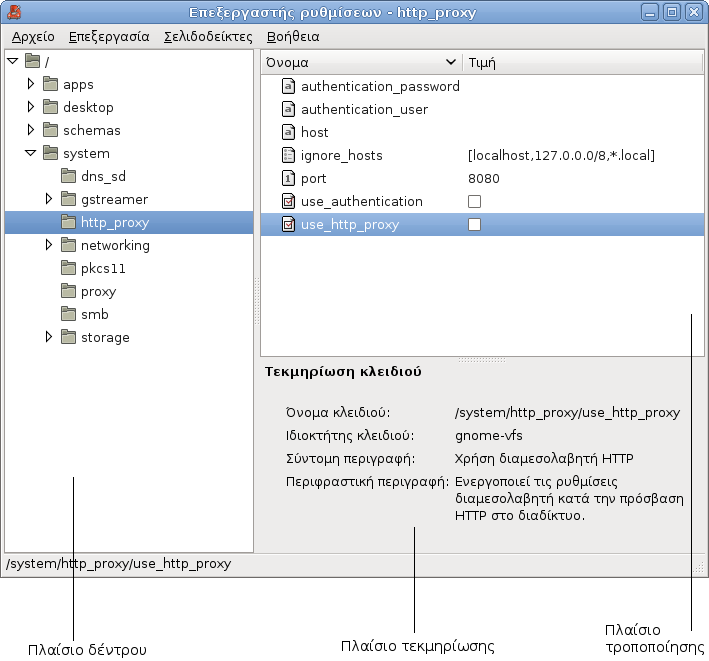 Επεξεργαστής ρυθμίσεων - http_proxy
Αρχείο Επεξεργασία Σελιδοδείκτες Βοήθεια
/
apps
desktop
schemas
system
dns_sd
gstreamer
http_proxy
networking
pkcs11
proxy
smb
storage
Όνομα Τιμή
authentication_password
authentication_user
host
ignore_hosts [localhost,127.0.0.0/8,*.local]
port 8080
use_authentication
use_http_proxy
Τεκμηρίωση κλειδιού
Όνομα κλειδιού: /system/http_proxy/use_http_proxy
Ιδιοκτήτης κλειδιού: gnome-vfs
Σύντομη περιγραφή: Χρήση διαμεσολαβητή HTTP
Περιφραστική περιγραφή: Ενεργοποιεί τις ρυθμίσεις
διαμεσολαβητή κατά την πρόσβαση
HTTP στο διαδίκτυο.
/system/http_proxy/use_http_proxy
Πλαίσιο δέντρου
Πλαίσιο τεκμηρίωσης
Πλαίσιο
τροποποίησης